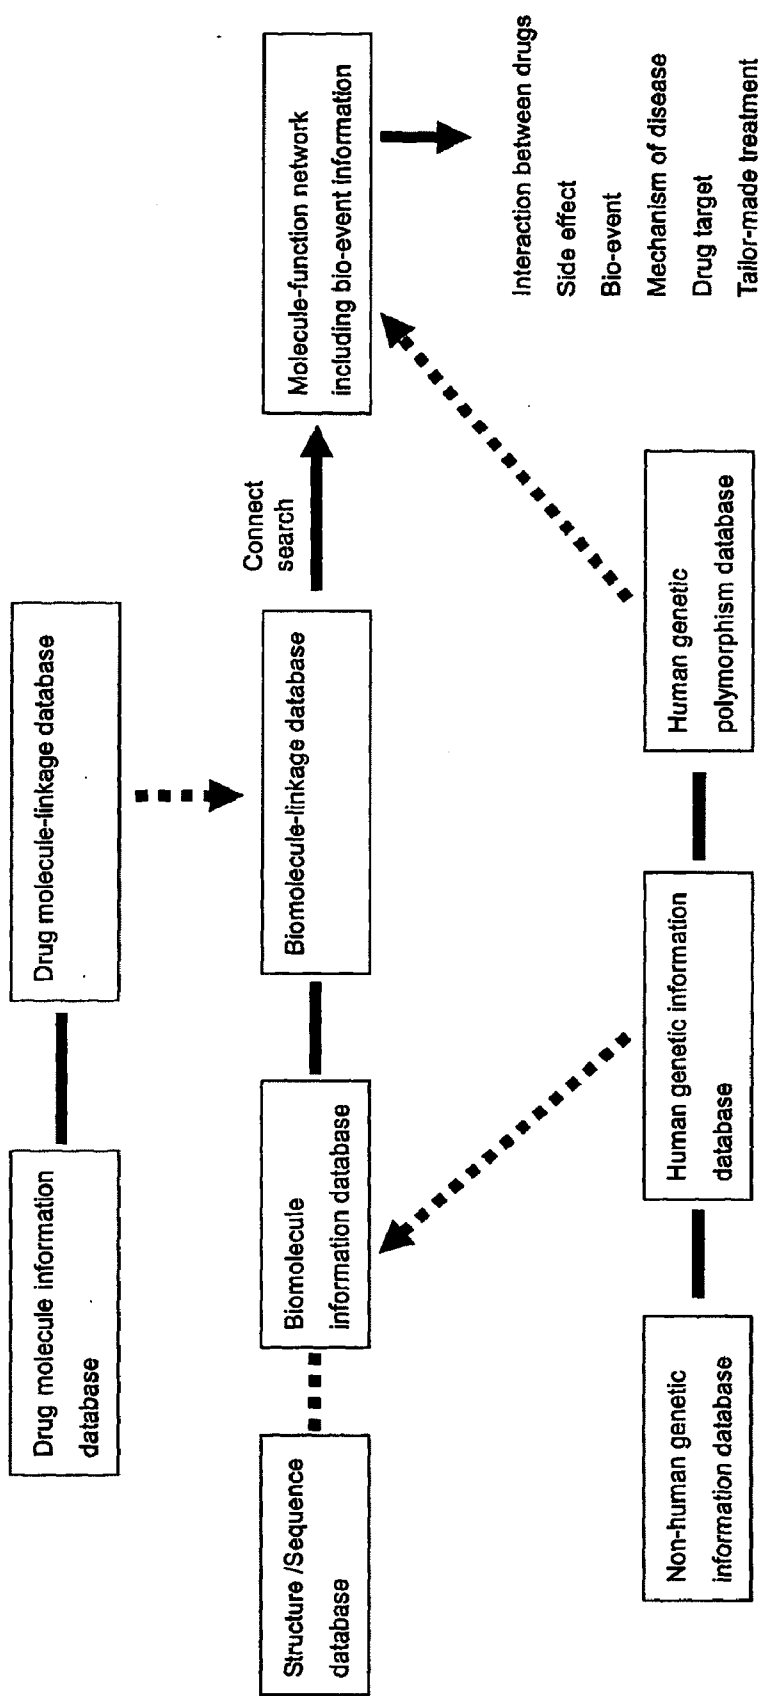 Drug molecule information
database
Drug molecule-linkage database
Structure /Sequence
database
Biomolecule
information database
Biomolecule-linkage database
Connect
search
Molecule-function network
including bio-event information
Interaction between drugs
Side effect
Bio-event
Mechanism of disease
Drug target
Tailor-made treatment
Non-human genetic
information database
Human genetic information
database
Human genetic
polymorphism database